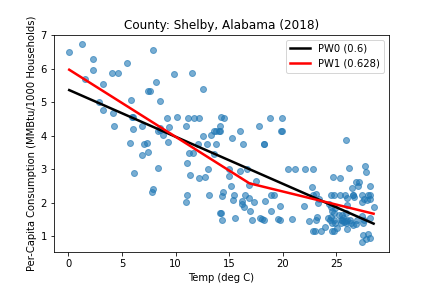 County: Shelby, Alabama (2018)
PW0 (0.6)
PW1 (0.628)
Per-Capita Consumption (MMBtu/1000 Households)
7
6
5
4
3
2
1
0 5 10 15 20 25
Temp (deg C)